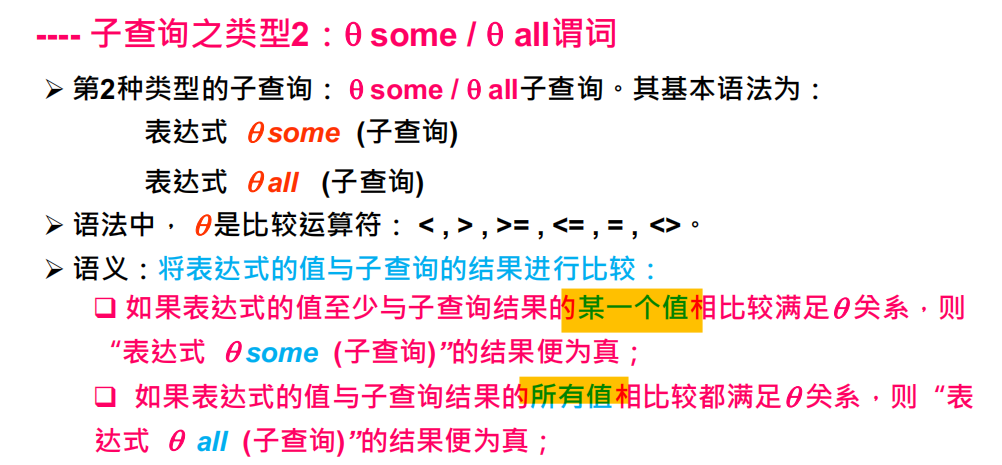 ---- 子查询之类型2：θ some / θ all谓词
➢ 第2种类型的子查询：θ some / θ all子查询。其基本语法为：
表达式 θ some (子查询)
表达式 θ all (子查询)
➢ 语法中，θ是比较运算符：< , > , >= , <= , = , <>。
➢ 语义：将表达式的值与子查询的结果进行比较：
❑ 如果表达式的值至少与子查询结果的某一个值相比较满足θ关系，则
“表达式 θ some (子查询)”的结果便为真；
❑ 如果表达式的值与子查询结果的所有值相比较都满足θ关系，则“表
达式 θ all (子查询)”的结果便为真；